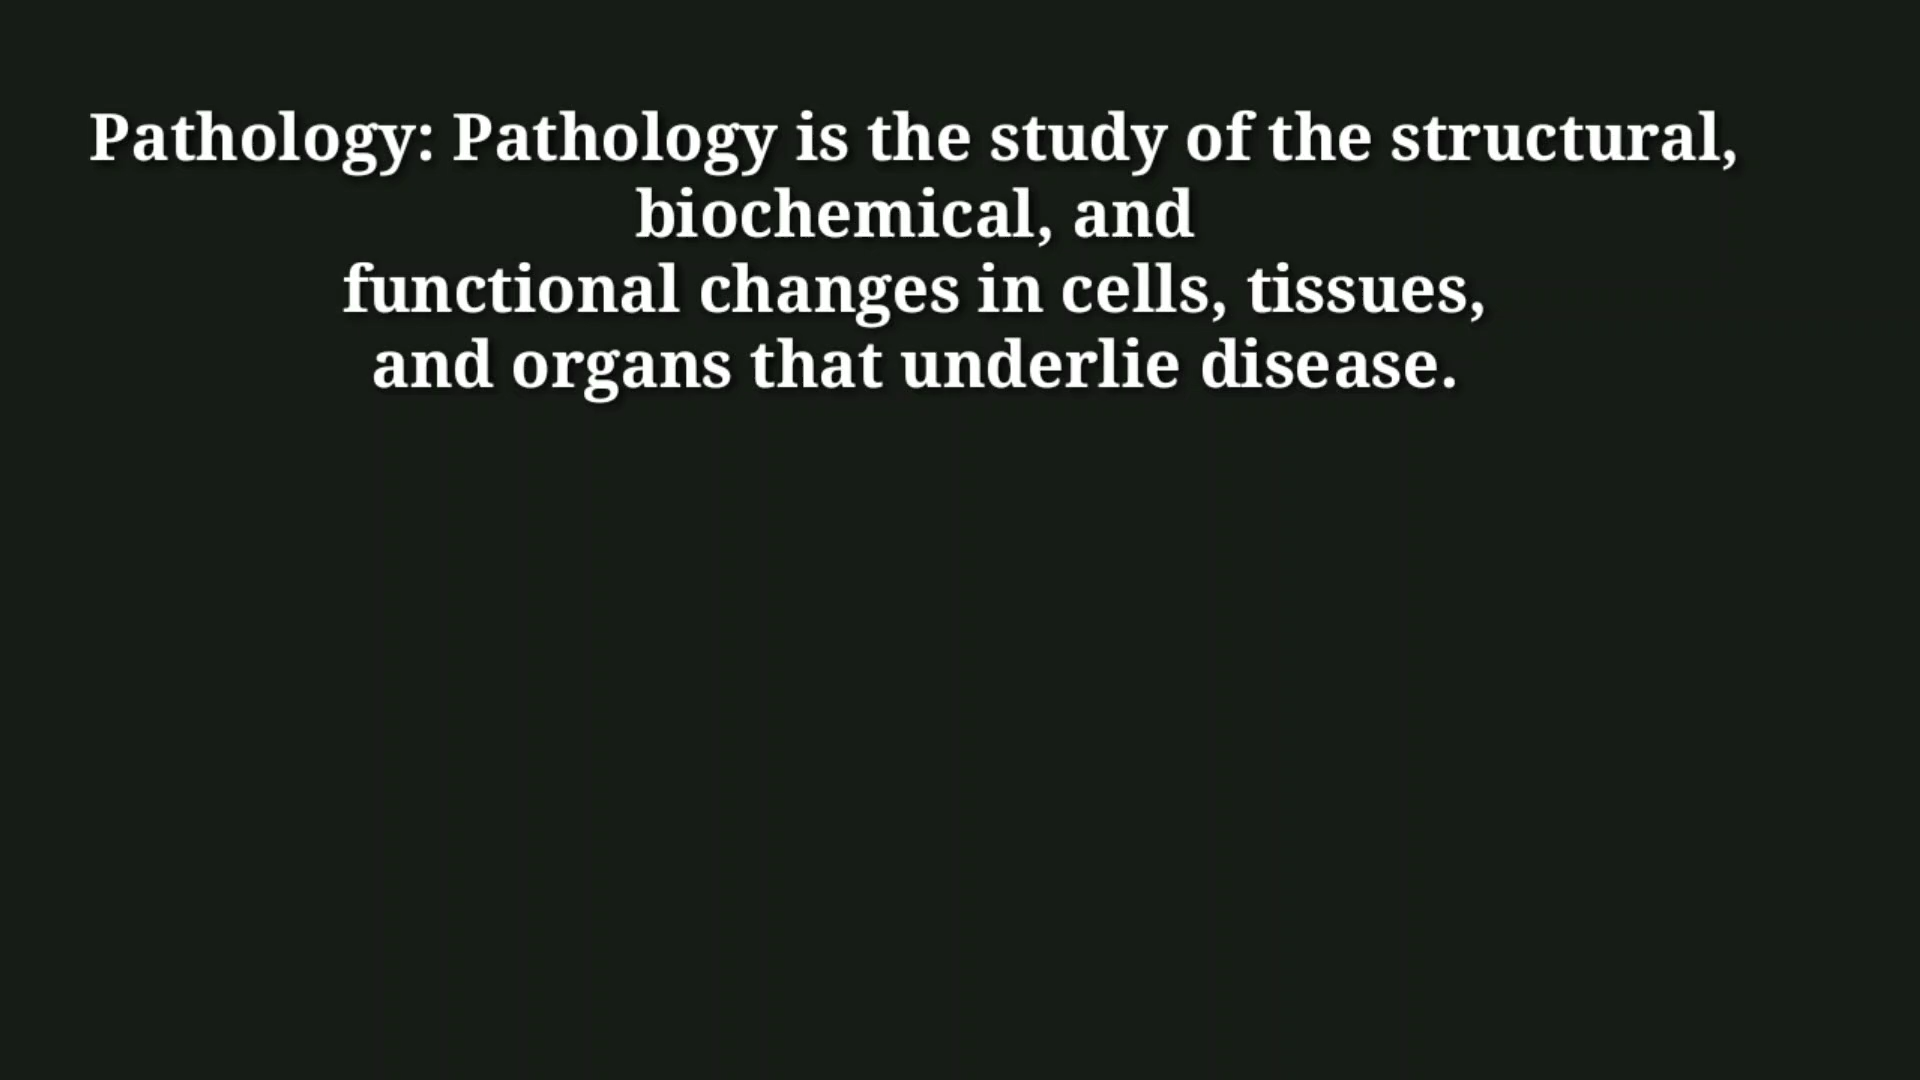 Pathology: Pathology is the study of the structural,
biochemical, and
functional changes in cells, tissues,
and organs that underlie disease.